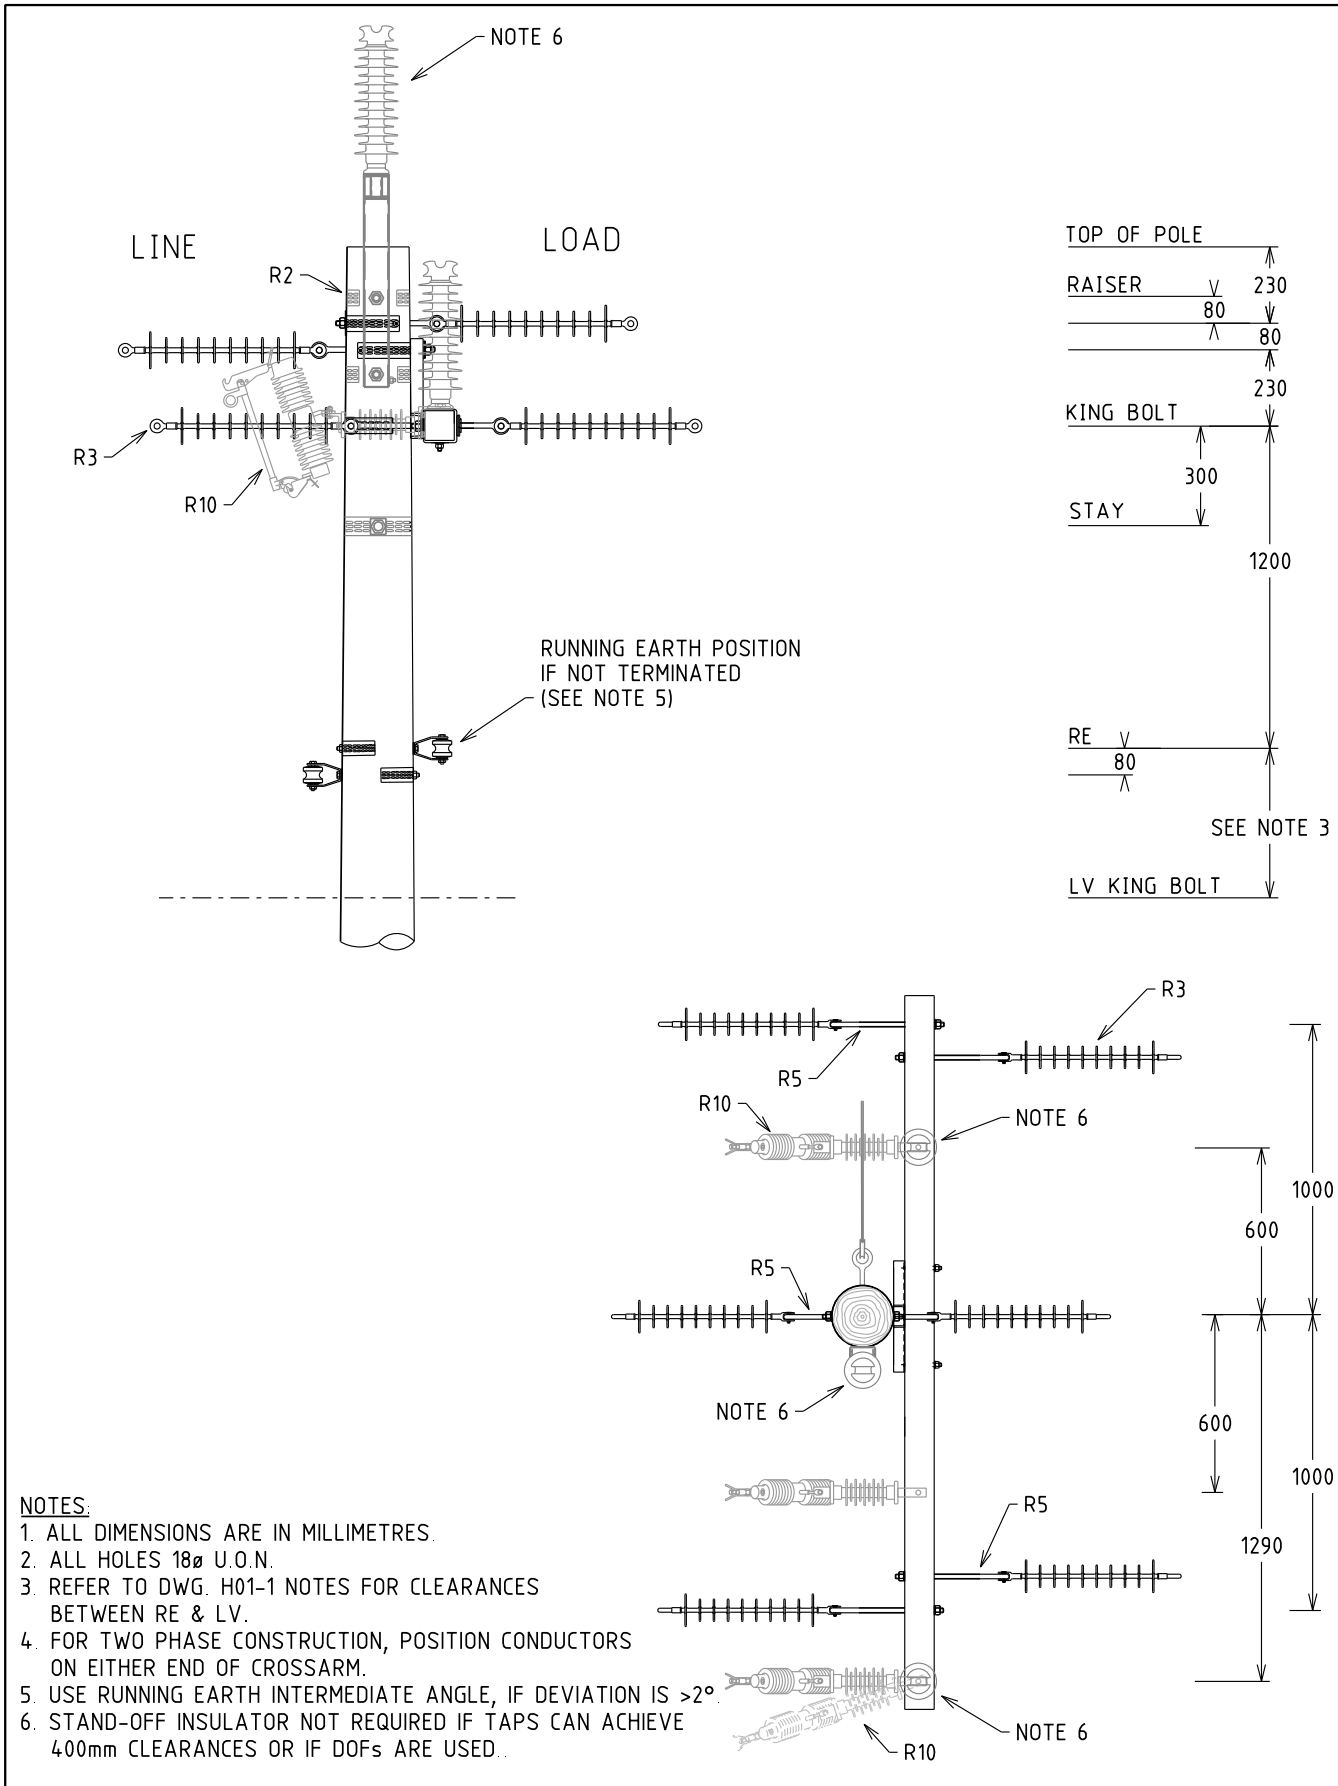 NOTE 6
LINE
LOAD
R2
R3
R10
TOP OF POLE
RAISER
230
80
80
230
KING BOLT
300
STAY
1200
RUNNING EARTH POSITION
IF NOT TERMINATED
(SEE NOTE 5)
RE
80
SEE NOTE 3
LV KING BOLT
R3
R5
R10
NOTE 6
1000
600
R5
NOTE 6
600
1000
R5
1290
NOTE 6
R10
NOTES:
1. ALL DIMENSIONS ARE IN MILLIMETRES.
2. ALL HOLES 18ø U.O.N.
3. REFER TO DWG. H01-1 NOTES FOR CLEARANCES
BETWEEN RE & LV.
4. FOR TWO PHASE CONSTRUCTION, POSITION CONDUCTORS
ON EITHER END OF CROSSARM.
5. USE RUNNING EARTH INTERMEDIATE ANGLE, IF DEVIATION IS >2°.
6. STAND-OFF INSULATOR NOT REQUIRED IF TAPS CAN ACHIEVE
400mm CLEARANCES OR IF DOFs ARE USED..